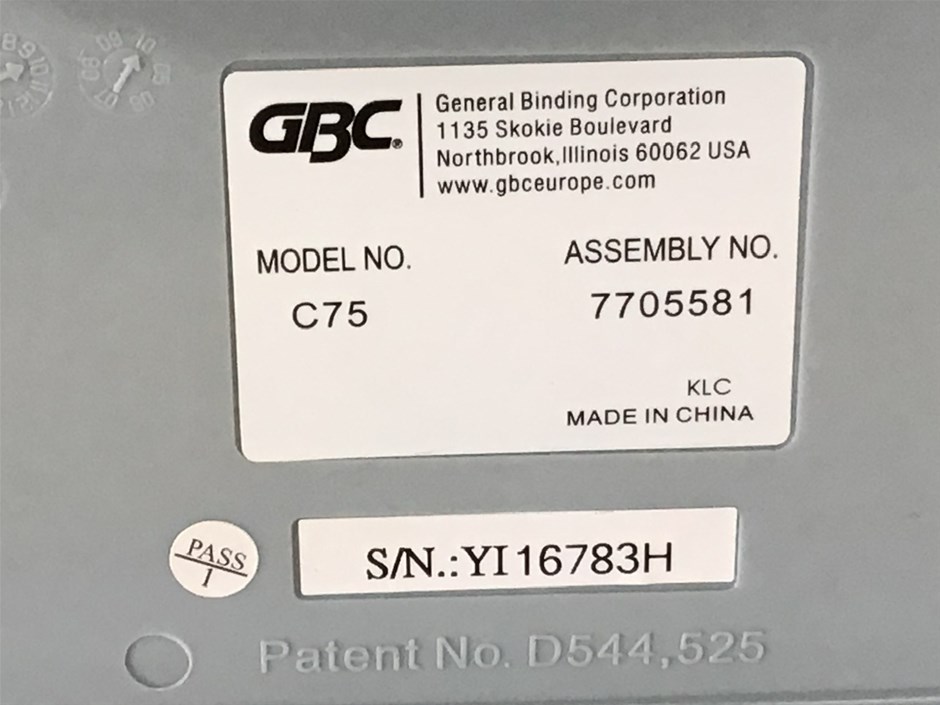 GBC®
General Binding Corporation
1135 Skokie Boulevard
Northbrook,Illinois 60062 USA
www.gbceurope.com
MODEL NO.
C75
ASSEMBLY NO.
7705581
KLC
MADE IN CHINA
PASS
1
S/N.:YI16783H
Patent No. D544,525